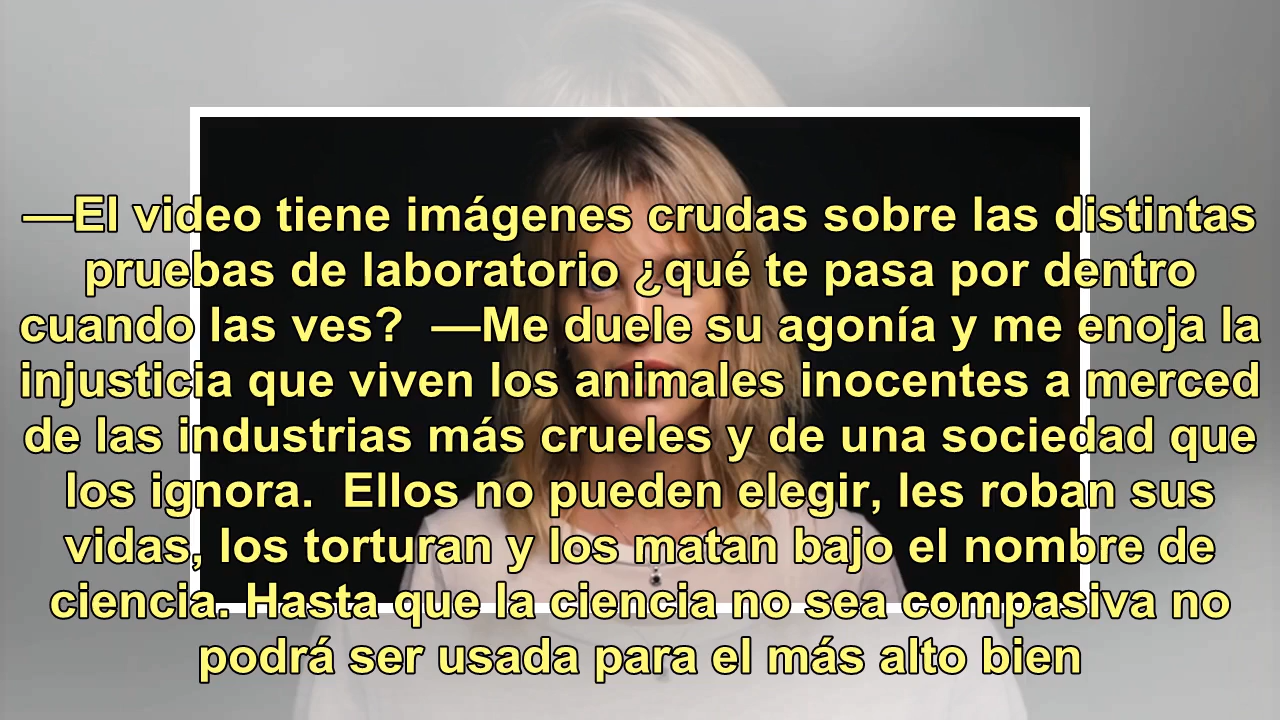 —El video tiene imágenes crudas sobre las distintas
pruebas de laboratorio ¿qué te pasa por dentro
cuando las ves?  —Me duele su agonía y me enoja la
injusticia que viven los animales inocentes a merced
de las industrias más crueles y de una sociedad que
los ignora.  Ellos no pueden elegir, les roban sus
vidas, los torturan y los matan bajo el nombre de
ciencia. Hasta que la ciencia no sea compasiva no
podrá ser usada para el más alto bien